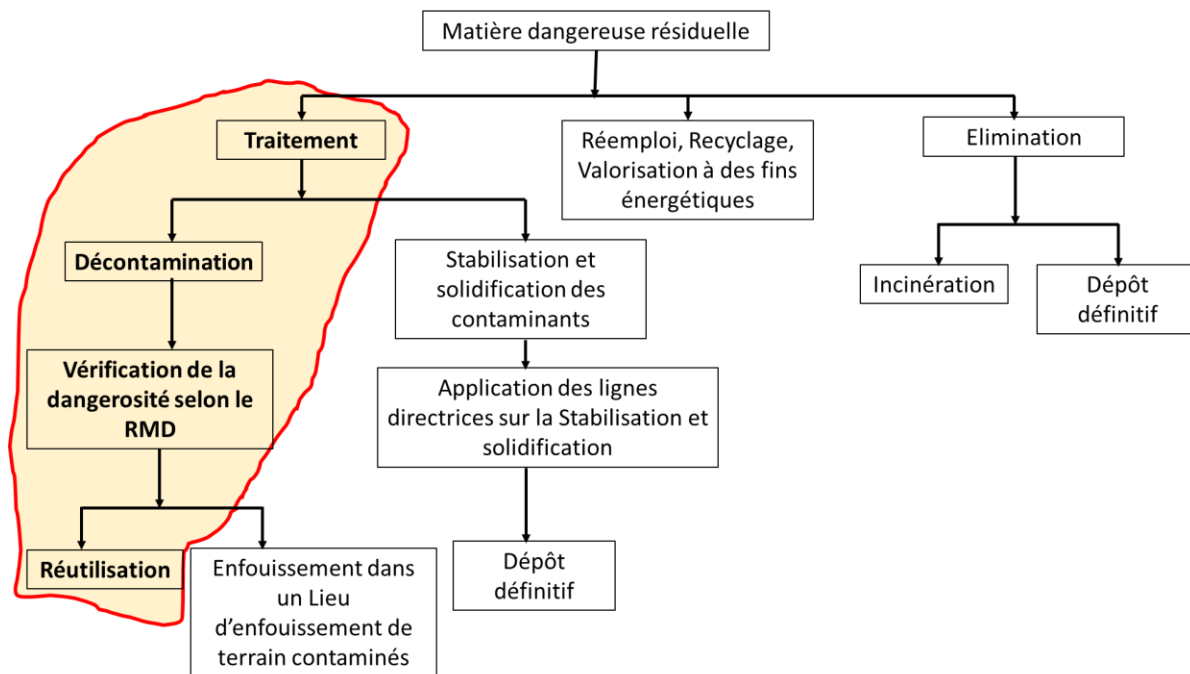 Matière dangereuse résiduelle
Traitement
Réemploi, Recyclage,
Valorisation à des fins
énergétiques
Elimination
Décontamination
Stabilisation et
solidification des
contaminants
Incinération
Dépôt
définitif
Vérification de la
dangerosité selon le
RMD
Application des lignes
directrices sur la Stabilisation et
solidification
Réutilisation
Enfouissement dans
un Lieu
d'enfouissement de
terrain contaminés
Dépôt
définitif